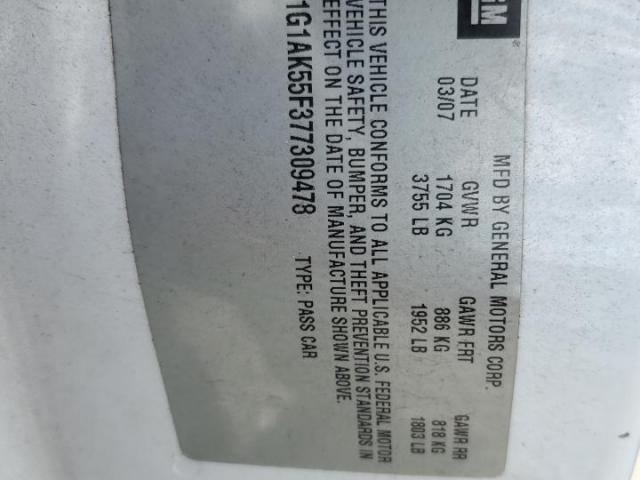 GM
®
MFD BY GENERAL MOTORS CORP.
DATE GVWR GAWR FRT GAWR RR
03/07 1704 KG 886 KG 818 KG
3755 LB 1952 LB 1803 LB
THIS VEHICLE CONFORMS TO ALL APPLICABLE U.S. FEDERAL MOTOR
VEHICLE SAFETY, BUMPER, AND THEFT PREVENTION STANDARDS IN
EFFECT ON THE DATE OF MANUFACTURE SHOWN ABOVE.
1G1AK55F377309478 TYPE: PASS CAR